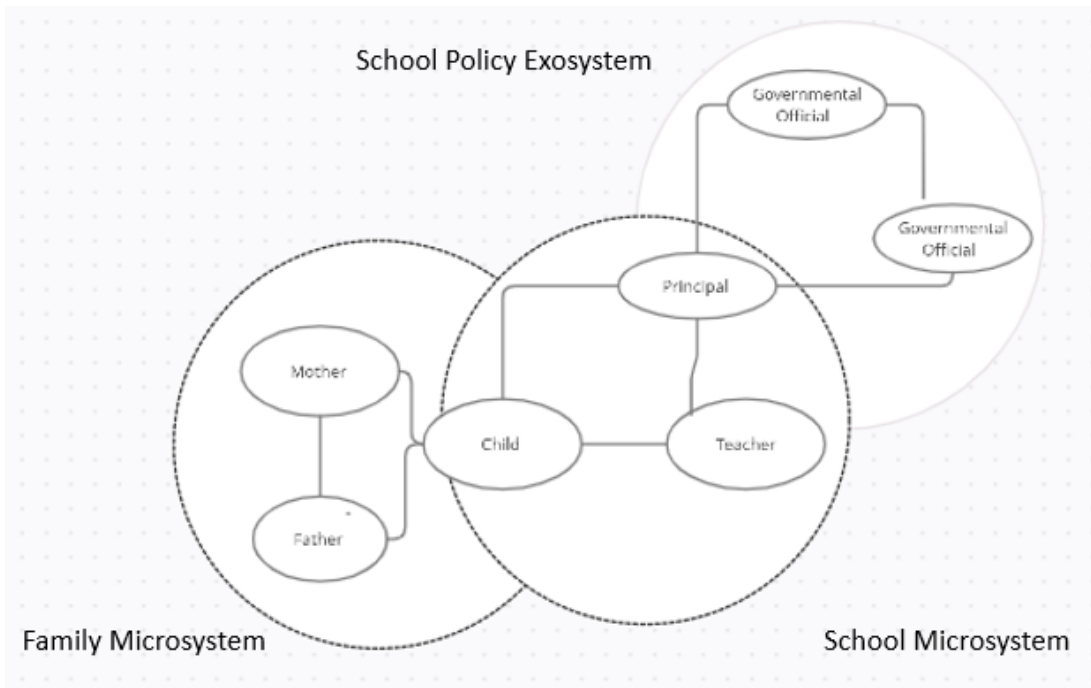 School Policy Exosystem
Governmental
Official
Governmental
Official
Principal
Mother
Child
Teacher
Father
Family Microsystem
School Microsystem